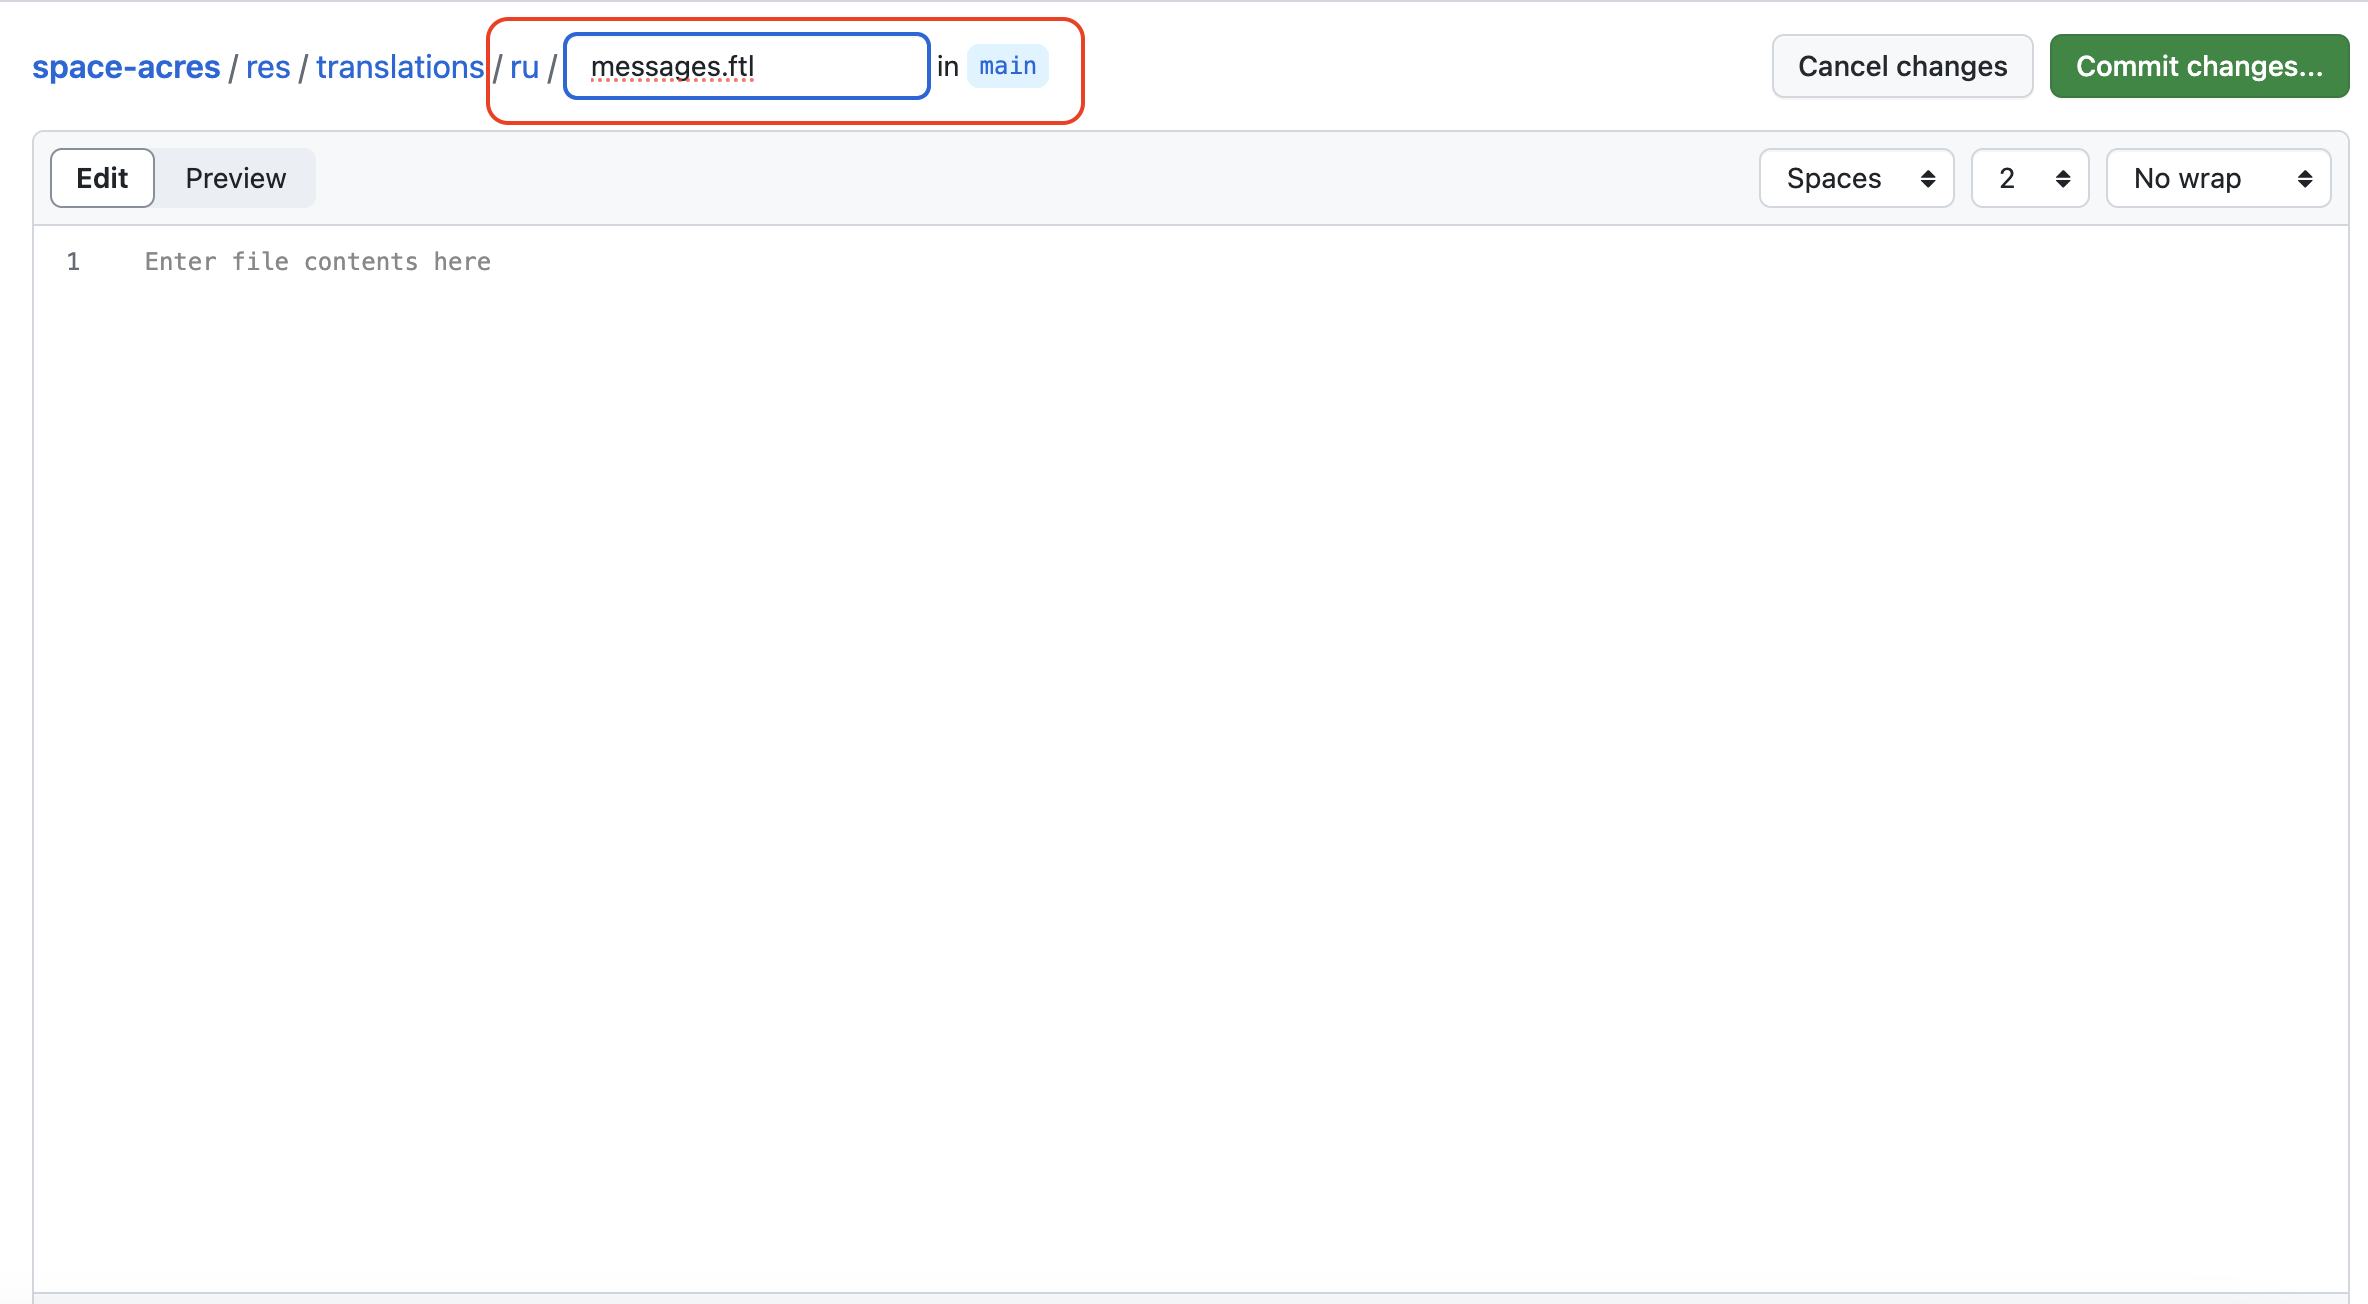 space-acres / res / translations / ru / messages.ftl in main Cancel changes Commit changes...
Edit Preview Spaces 2 No wrap
1 Enter file contents here